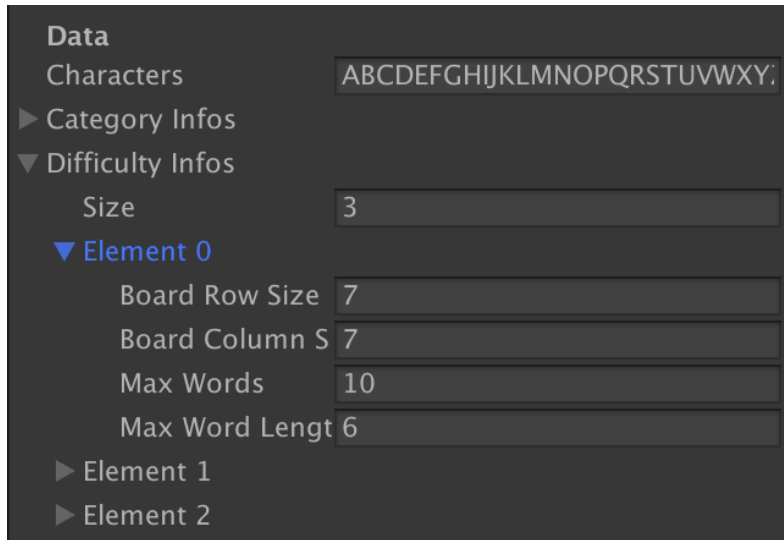 Data
Characters ABCDEFGHIJKLMNOPQRSTUVWXYZ
Category Infos
Difficulty Infos
Size 3
Element 0
Board Row Size 7
Board Column S 7
Max Words 10
Max Word Lengt 6
Element 1
Element 2